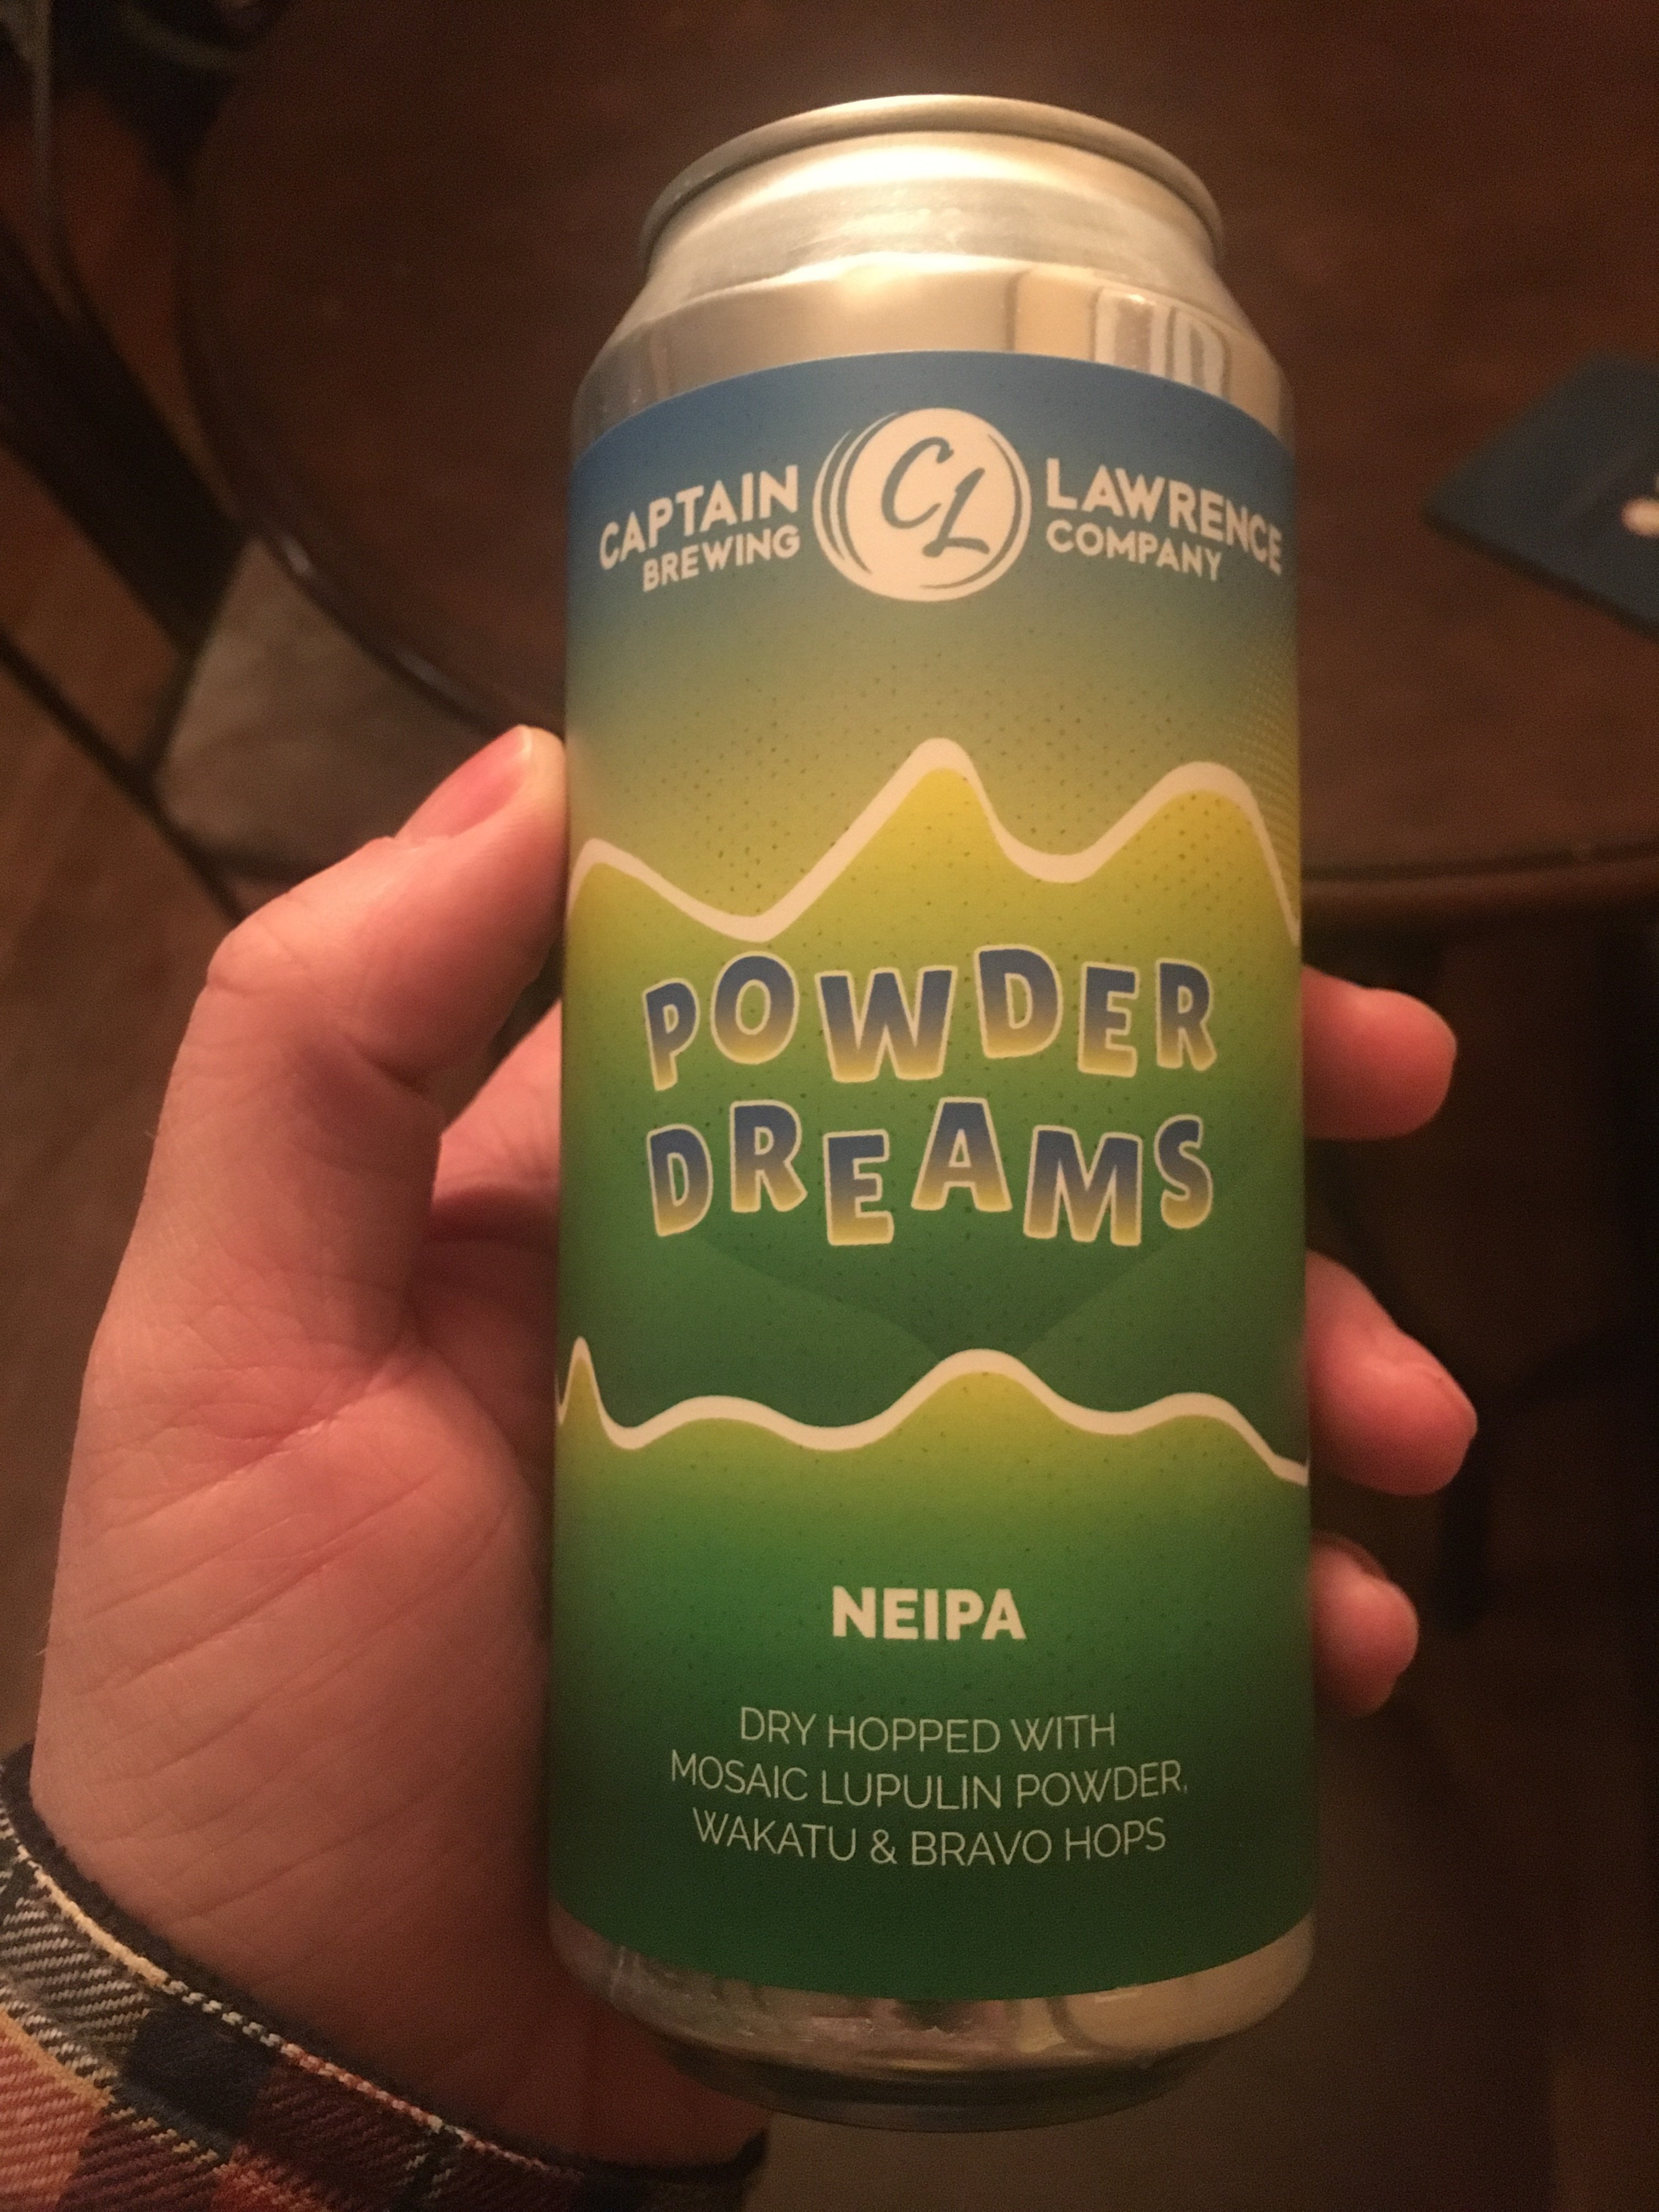 CAPTAIN CL LAWRENCE
BREWING COMPANY
POWDER
DREAMS
NEIPA
DRY HOPPED WITH
MOSAIC LUPULIN POWDER,
WAKATU & BRAVO HOPS